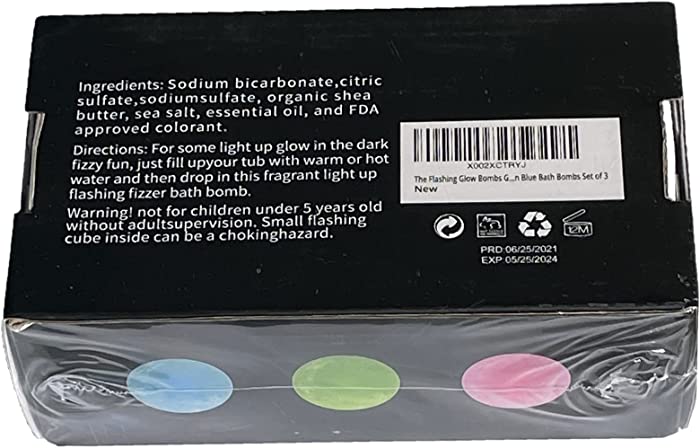 Ingredients: Sodium bicarbonate,citric
sulfate,sodiumsulfate, organic shea
butter, sea salt, essential oil, and FDA
approved colorant.
Directions: For some light up glow in the dark
fizzy fun, just fill upyour tub with warm or hot
water and then drop in this fragrant light up
flashing fizzer bath bomb.
Warning! not for children under 5 years old
without adultsupervision. Small flashing
cube inside can be a chokinghazard.
X002XCTRYJ
The Flashing Glow Bombs G...n Blue Bath Bombs Set of 3
New
12M
PRD:06/25/2021
EXP 05/25/2024